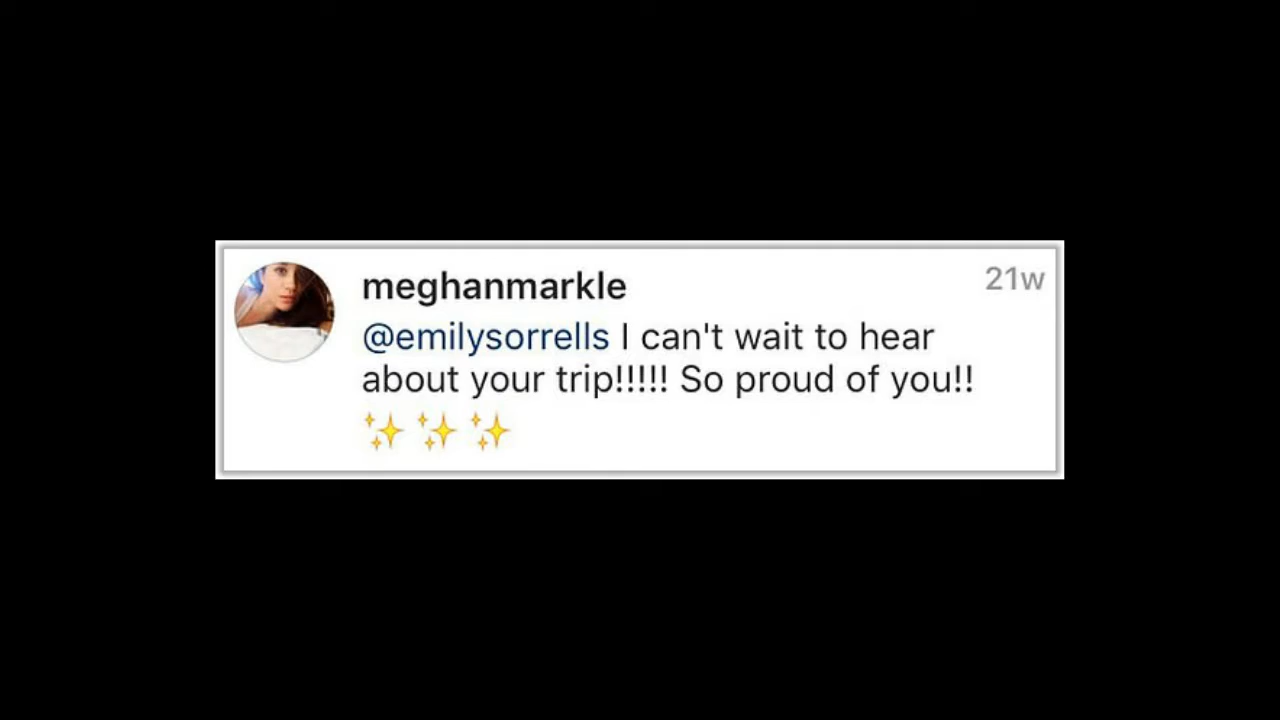 meghanmarkle 21w
@emilysorrells I can't wait to hear
about your trip!!!!! So proud of you!!
✨ ✨ ✨